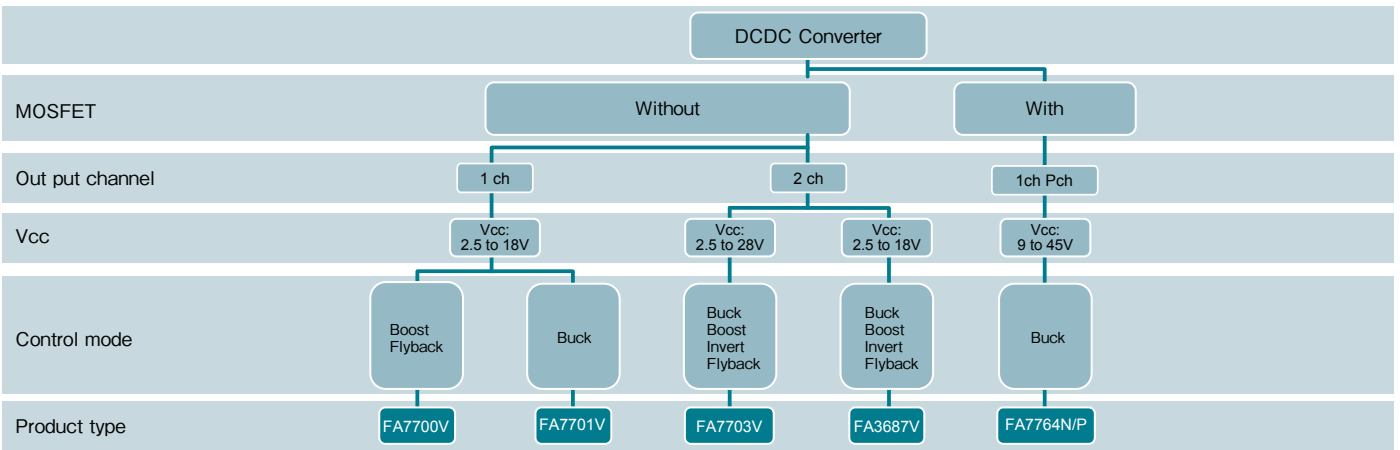 DCDC Converter
MOSFET
Without
With
Out put channel
1 ch
2 ch
1ch Pch
Vcc
Vcc:
2.5 to 18V
Vcc:
2.5 to 28V
Vcc:
2.5 to 18V
Vcc:
9 to 45V
Control mode
Boost
Flyback
Buck
Buck
Boost
Invert
Flyback
Buck
Boost
Invert
Flyback
Buck
Product type
FA7700V
FA7701V
FA7703V
FA3687V
FA7764N/P